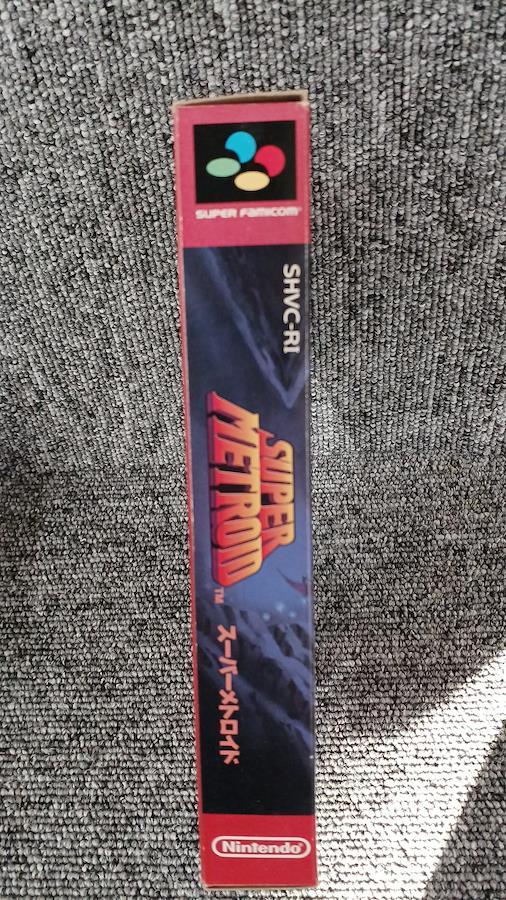 SUPER FAMICOM
SHVC-RI
SUPER
METROID
TM
スーパーメトロイド
Nintendo®